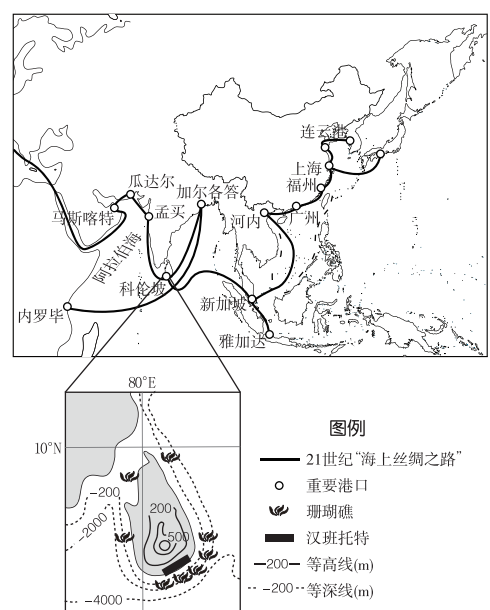 连云港
上海
福州
广州
河内
加尔各答
瓜达尔
孟买
马斯喀特
阿拉伯海
科伦坡
新加坡
雅加达
内罗毕
80°E
10°N
-200
-2000
-4000
200
500
图例
21世纪“海上丝绸之路”
重要港口
珊瑚礁
汉班托特
-200- 等高线(m)
-200- 等深线(m)